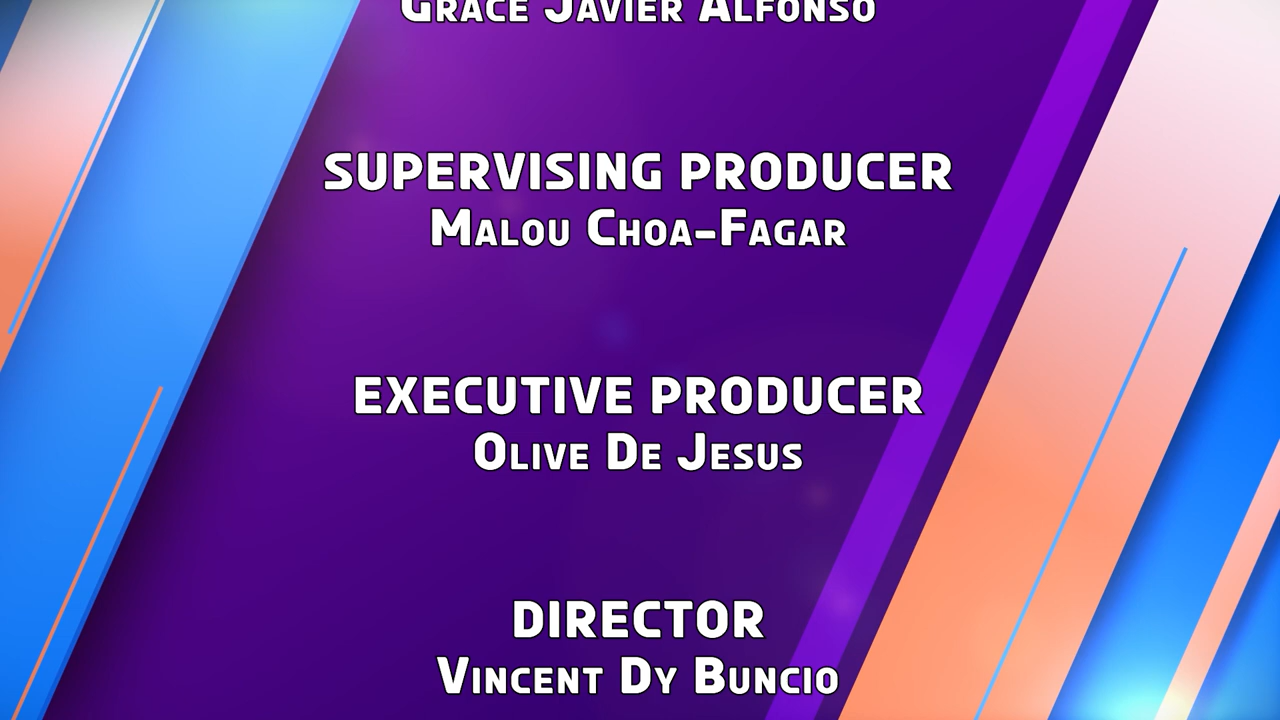 Grace Javier Alfonso
SUPERVISING PRODUCER
Malou Choa-Fagar
EXECUTIVE PRODUCER
Olive De Jesus
DIRECTOR
Vincent Dy Buncio